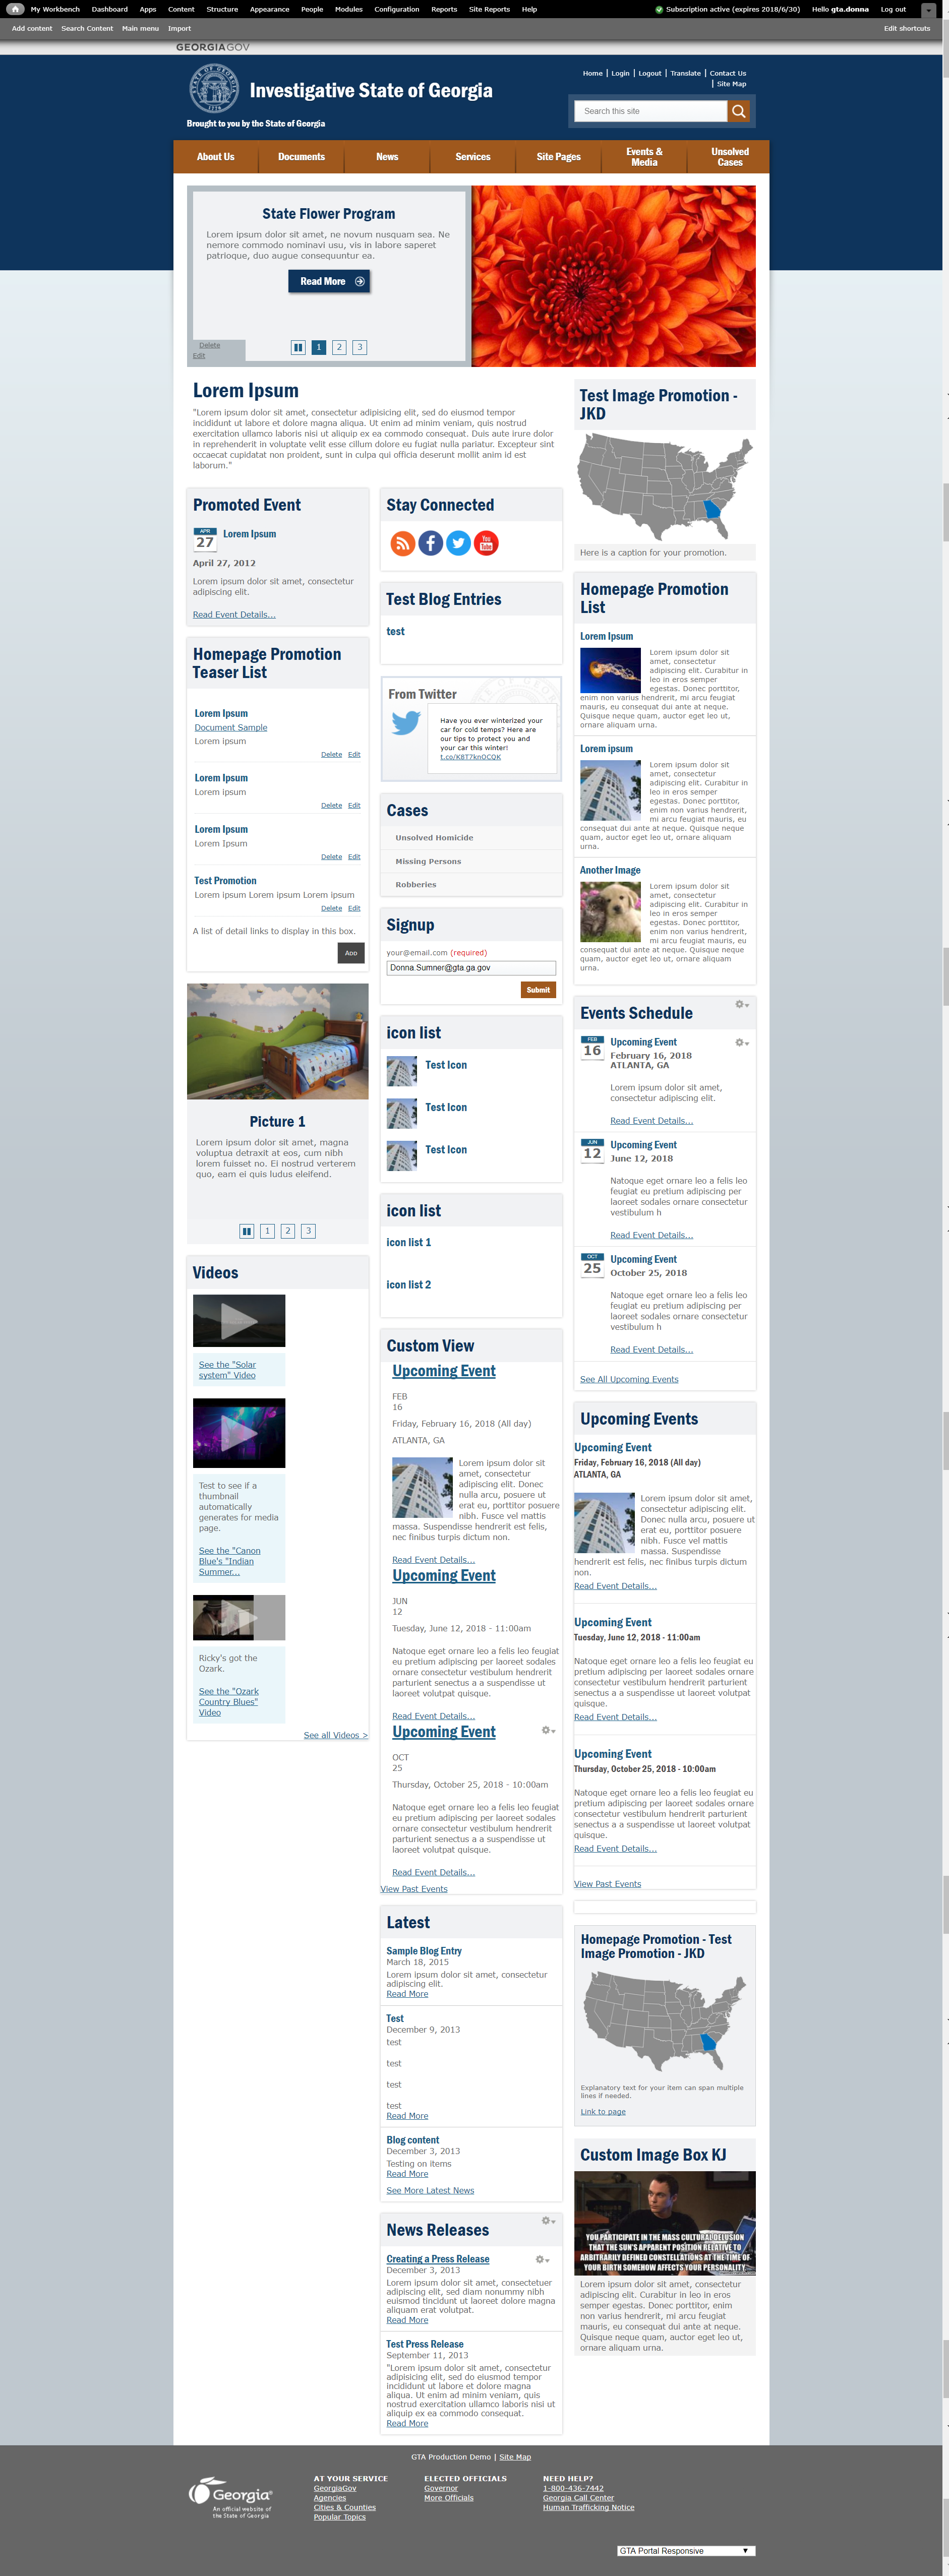 My Workbench Dashboard Apps Content Structure Appearance People Modules Configuration Reports Site Reports Help Subscription active (expires 2018/6/30) Hello gta.donna Log out
Add content Search Content Main menu Import Edit shortcuts
GEORGIAGOV
Home | Login | Logout | Translate | Contact Us
| Site Map
Investigative State of Georgia
Search this site
Brought to you by the State of Georgia
About Us Documents News Services Site Pages Events & Media Unsolved Cases
State Flower Program
Lorem ipsum dolor sit amet, ne novum nusquam sea. Ne
nemore commodo nominavi usu, vis in labore saperet
patrioque, duo augue consequuntur ea.
Read More
Delete
Edit
1 2 3
Lorem Ipsum
"Lorem ipsum dolor sit amet, consectetur adipisicing elit, sed do eiusmod tempor
incididunt ut labore et dolore magna aliqua. Ut enim ad minim veniam, quis nostrud
exercitation ullamco laboris nisi ut aliquip ex ea commodo consequat. Duis aute irure dolor
in reprehenderit in voluptate velit esse cillum dolore eu fugiat nulla pariatur. Excepteur sint
occaecat cupidatat non proident, sunt in culpa qui officia deserunt mollit anim id est
laborum."
Promoted Event
APR
27
Lorem Ipsum
April 27, 2012
Lorem ipsum dolor sit amet, consectetur
adipiscing elit.
Read Event Details...
Homepage Promotion
Teaser List
Lorem Ipsum
Document Sample
Lorem ipsum
Delete Edit
Lorem Ipsum
Lorem ipsum
Delete Edit
Lorem Ipsum
Lorem Ipsum
Delete Edit
Test Promotion
Lorem ipsum Lorem ipsum Lorem ipsum
Delete Edit
A list of detail links to display in this box.
ADD
Picture 1
Lorem ipsum dolor sit amet, magna
voluptua detraxit at eos, cum nibh
lorem fuisset no. Ei nostrud verterem
quo, eam ei quis ludus eleifend.
1 2 3
Videos
See the "Solar
system" Video
Test to see if a
thumbnail
automatically
generates for media
page.
See the "Canon
Blue's "Indian
Summer...
Ricky's got the
Ozark.
See the "Ozark
Country Blues"
Video
See all Videos >
Stay Connected
You
Tube
Test Blog Entries
test
From Twitter
Have you ever winterized your
car for cold temps? Here are
our tips to protect you and
your car this winter!
t.co/K8T7knOCQK
Cases
Unsolved Homicide
Missing Persons
Robberies
Signup
your@email.com (required)
Donna.Sumner@gta.ga.gov
Submit
icon list
Test Icon
Test Icon
Test Icon
icon list
icon list 1
icon list 2
Custom View
Upcoming Event
FEB
16
Friday, February 16, 2018 (All day)
ATLANTA, GA
Lorem ipsum dolor sit
amet, consectetur
adipiscing elit. Donec
nulla arcu, posuere ut
erat eu, porttitor posuere
nibh. Fusce vel mattis
massa. Suspendisse hendrerit est felis,
nec finibus turpis dictum non.
Read Event Details...
Upcoming Event
JUN
12
Tuesday, June 12, 2018 - 11:00am
Natoque eget ornare leo a felis leo feugiat
eu pretium adipiscing per laoreet sodales
ornare consectetur vestibulum hendrerit
parturient senectus a a suspendisse ut
laoreet volutpat quisque.
Read Event Details...
Upcoming Event
OCT
25
Thursday, October 25, 2018 - 10:00am
Natoque eget ornare leo a felis leo feugiat
eu pretium adipiscing per laoreet sodales
ornare consectetur vestibulum hendrerit
parturient senectus a a suspendisse ut
laoreet volutpat quisque.
Read Event Details...
View Past Events
Latest
Sample Blog Entry
March 18, 2015
Lorem ipsum dolor sit amet, consectetur
adipiscing elit.
Read More
Test
December 9, 2013
test
test
test
test
Read More
Blog content
December 3, 2013
Testing on items
Read More
See More Latest News
News Releases
Creating a Press Release
December 3, 2013
Lorem ipsum dolor sit amet, consectetuer
adipiscing elit, sed diam nonummy nibh
euismod tincidunt ut laoreet dolore magna
aliquam erat volutpat.
Read More
Test Press Release
September 11, 2013
"Lorem ipsum dolor sit amet, consectetur
adipisicing elit, sed do eiusmod tempor
incididunt ut labore et dolore magna
aliqua. Ut enim ad minim veniam, quis
nostrud exercitation ullamco laboris nisi ut
aliquip ex ea commodo consequat.
Read More
Test Image Promotion -
JKD
Here is a caption for your promotion.
Homepage Promotion
List
Lorem Ipsum
Lorem ipsum dolor sit
amet, consectetur
adipiscing elit. Curabitur in
leo in eros semper
egestas. Donec porttitor,
enim non varius hendrerit, mi arcu feugiat
mauris, eu consequat dui ante at neque.
Quisque neque quam, auctor eget leo ut,
ornare aliquam urna.
Lorem ipsum
Lorem ipsum dolor sit
amet, consectetur
adipiscing elit. Curabitur in
leo in eros semper
egestas. Donec porttitor,
enim non varius hendrerit,
mi arcu feugiat mauris, eu
consequat dui ante at neque. Quisque neque
quam, auctor eget leo ut, ornare aliquam
urna.
Another Image
Lorem ipsum dolor sit
amet, consectetur
adipiscing elit. Curabitur in
leo in eros semper
egestas. Donec porttitor,
enim non varius hendrerit,
mi arcu feugiat mauris, eu
consequat dui ante at neque. Quisque neque
quam, auctor eget leo ut, ornare aliquam
urna.
Events Schedule
FEB
16
Upcoming Event
February 16, 2018
ATLANTA, GA
Lorem ipsum dolor sit amet,
consectetur adipiscing elit.
Read Event Details...
JUN
12
Upcoming Event
June 12, 2018
Natoque eget ornare leo a felis leo
feugiat eu pretium adipiscing per
laoreet sodales ornare consectetur
vestibulum h
Read Event Details...
OCT
25
Upcoming Event
October 25, 2018
Natoque eget ornare leo a felis leo
feugiat eu pretium adipiscing per
laoreet sodales ornare consectetur
vestibulum h
Read Event Details...
See All Upcoming Events
Upcoming Events
Upcoming Event
Friday, February 16, 2018 (All day)
ATLANTA, GA
Lorem ipsum dolor sit amet,
consectetur adipiscing elit.
Donec nulla arcu, posuere ut
erat eu, porttitor posuere
nibh. Fusce vel mattis
massa. Suspendisse
hendrerit est felis, nec finibus turpis dictum
non.
Read Event Details...
Upcoming Event
Tuesday, June 12, 2018 - 11:00am
Natoque eget ornare leo a felis leo feugiat eu
pretium adipiscing per laoreet sodales ornare
consectetur vestibulum hendrerit parturient
senectus a a suspendisse ut laoreet volutpat
quisque.
Read Event Details...
Upcoming Event
Thursday, October 25, 2018 - 10:00am
Natoque eget ornare leo a felis leo feugiat eu
pretium adipiscing per laoreet sodales ornare
consectetur vestibulum hendrerit parturient
senectus a a suspendisse ut laoreet volutpat
quisque.
Read Event Details...
View Past Events
Homepage Promotion - Test
Image Promotion - JKD
Explanatory text for your item can span multiple
lines if needed.
Link to page
Custom Image Box KJ
YOU PARTICIPATE IN THE MASS CULTURAL DELUSION
THAT THE SUN'S APPARENT POSITION RELATIVE TO
ARBITRARILY DEFINED CONSTELLATIONS AT THE TIME OF
YOUR BIRTH SOMEHOW AFFECTS YOUR PERSONALITY
Lorem ipsum dolor sit amet, consectetur
adipiscing elit. Curabitur in leo in eros
semper egestas. Donec porttitor, enim
non varius hendrerit, mi arcu feugiat
mauris, eu consequat dui ante at neque.
Quisque neque quam, auctor eget leo ut,
ornare aliquam urna.
GTA Production Demo | Site Map
Georgia
An official website of
the State of Georgia
AT YOUR SERVICE
GeorgiaGov
Agencies
Cities & Counties
Popular Topics
ELECTED OFFICIALS
Governor
More Officials
NEED HELP?
1-800-436-7442
Georgia Call Center
Human Trafficking Notice
GTA Portal Responsive